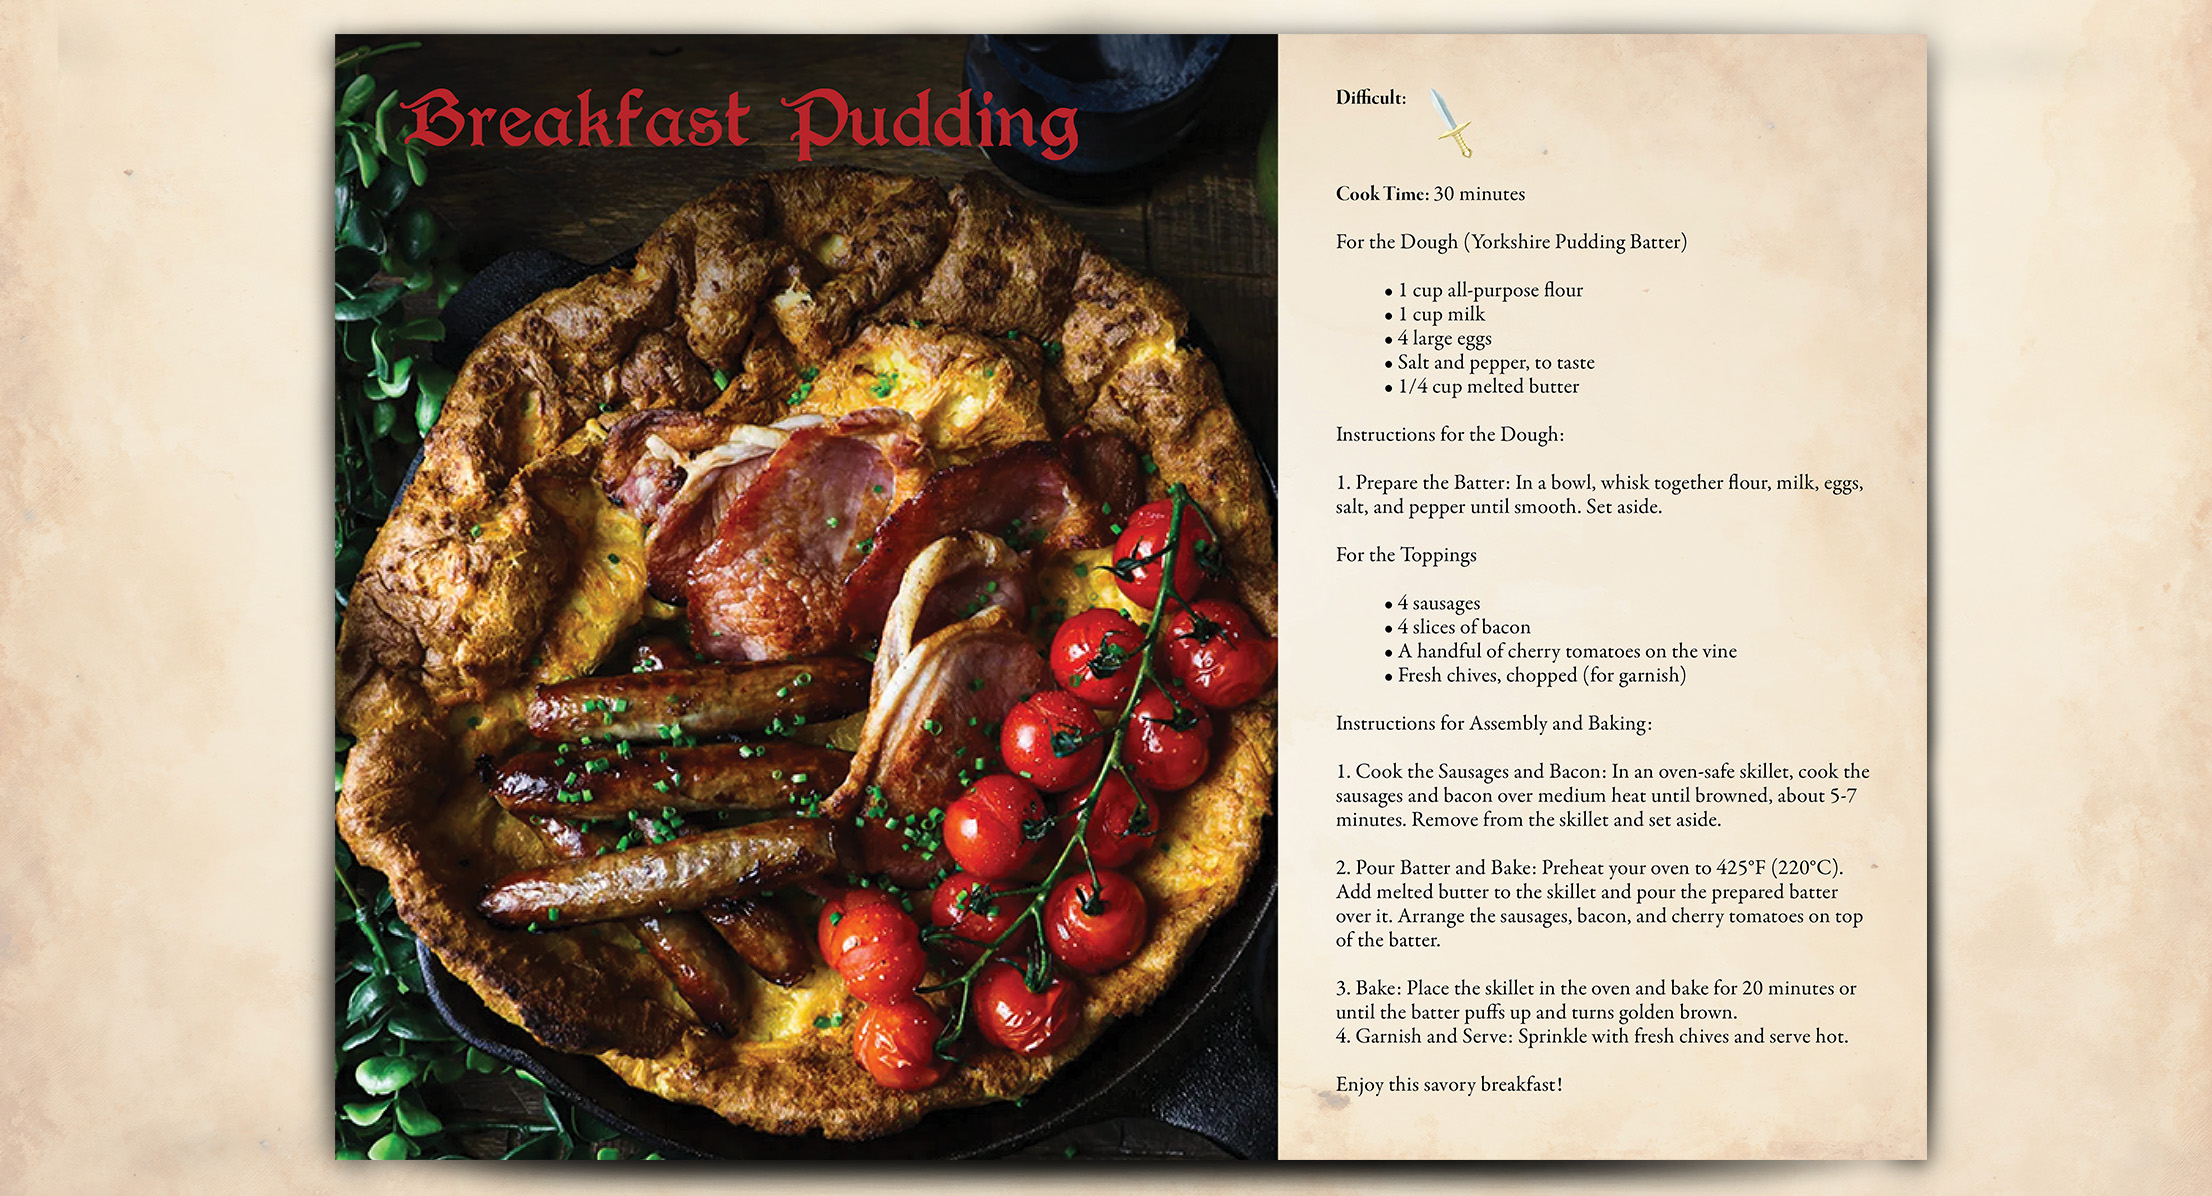 Breakfast Pudding
Difficult:
Cook Time: 30 minutes
For the Dough (Yorkshire Pudding Batter)
• 1 cup all-purpose flour
• 1 cup milk
• 4 large eggs
• Salt and pepper, to taste
• 1/4 cup melted butter
Instructions for the Dough:
1. Prepare the Batter: In a bowl, whisk together flour, milk, eggs,
salt, and pepper until smooth. Set aside.
For the Toppings
• 4 sausages
• 4 slices of bacon
• A handful of cherry tomatoes on the vine
• Fresh chives, chopped (for garnish)
Instructions for Assembly and Baking:
1. Cook the Sausages and Bacon: In an oven-safe skillet, cook the
sausages and bacon over medium heat until browned, about 5-7
minutes. Remove from the skillet and set aside.
2. Pour Batter and Bake: Preheat your oven to 425°F (220°C).
Add melted butter to the skillet and pour the prepared batter
over it. Arrange the sausages, bacon, and cherry tomatoes on top
of the batter.
3. Bake: Place the skillet in the oven and bake for 20 minutes or
until the batter puffs up and turns golden brown.
4. Garnish and Serve: Sprinkle with fresh chives and serve hot.
Enjoy this savory breakfast!